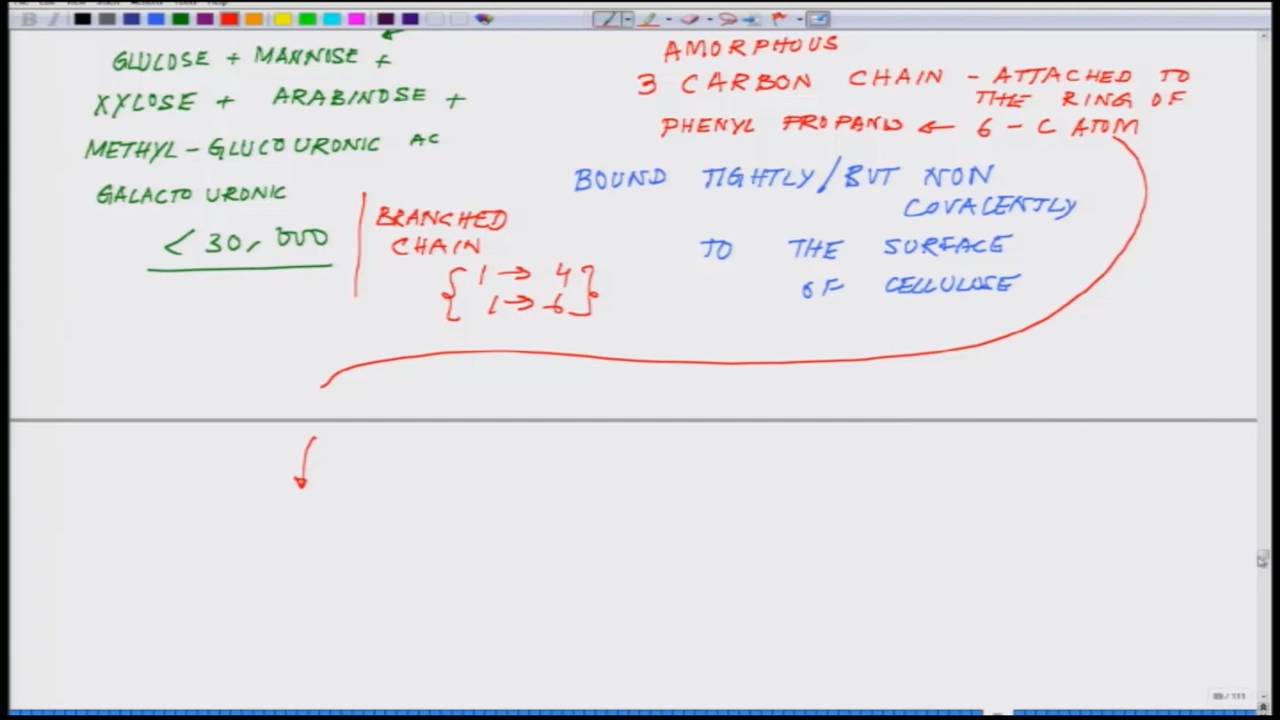 GLUCOSE + MANNOSE +
XYLOSE + ARABINOSE +
METHYL-GLUCOURONIC AC
GALACTO URONIC
< 30,000
BRANCHED
CHAIN
{ 1 → 4 }
{ 1 → 6 }
AMORPHOUS
3 CARBON CHAIN - ATTACHED TO
THE RING OF
PHENYL PROPANO ← 6 - C ATOM
BOUND TIGHTLY/BUT NON
COVALENTLY
TO THE SURFACE
OF CELLULOSE